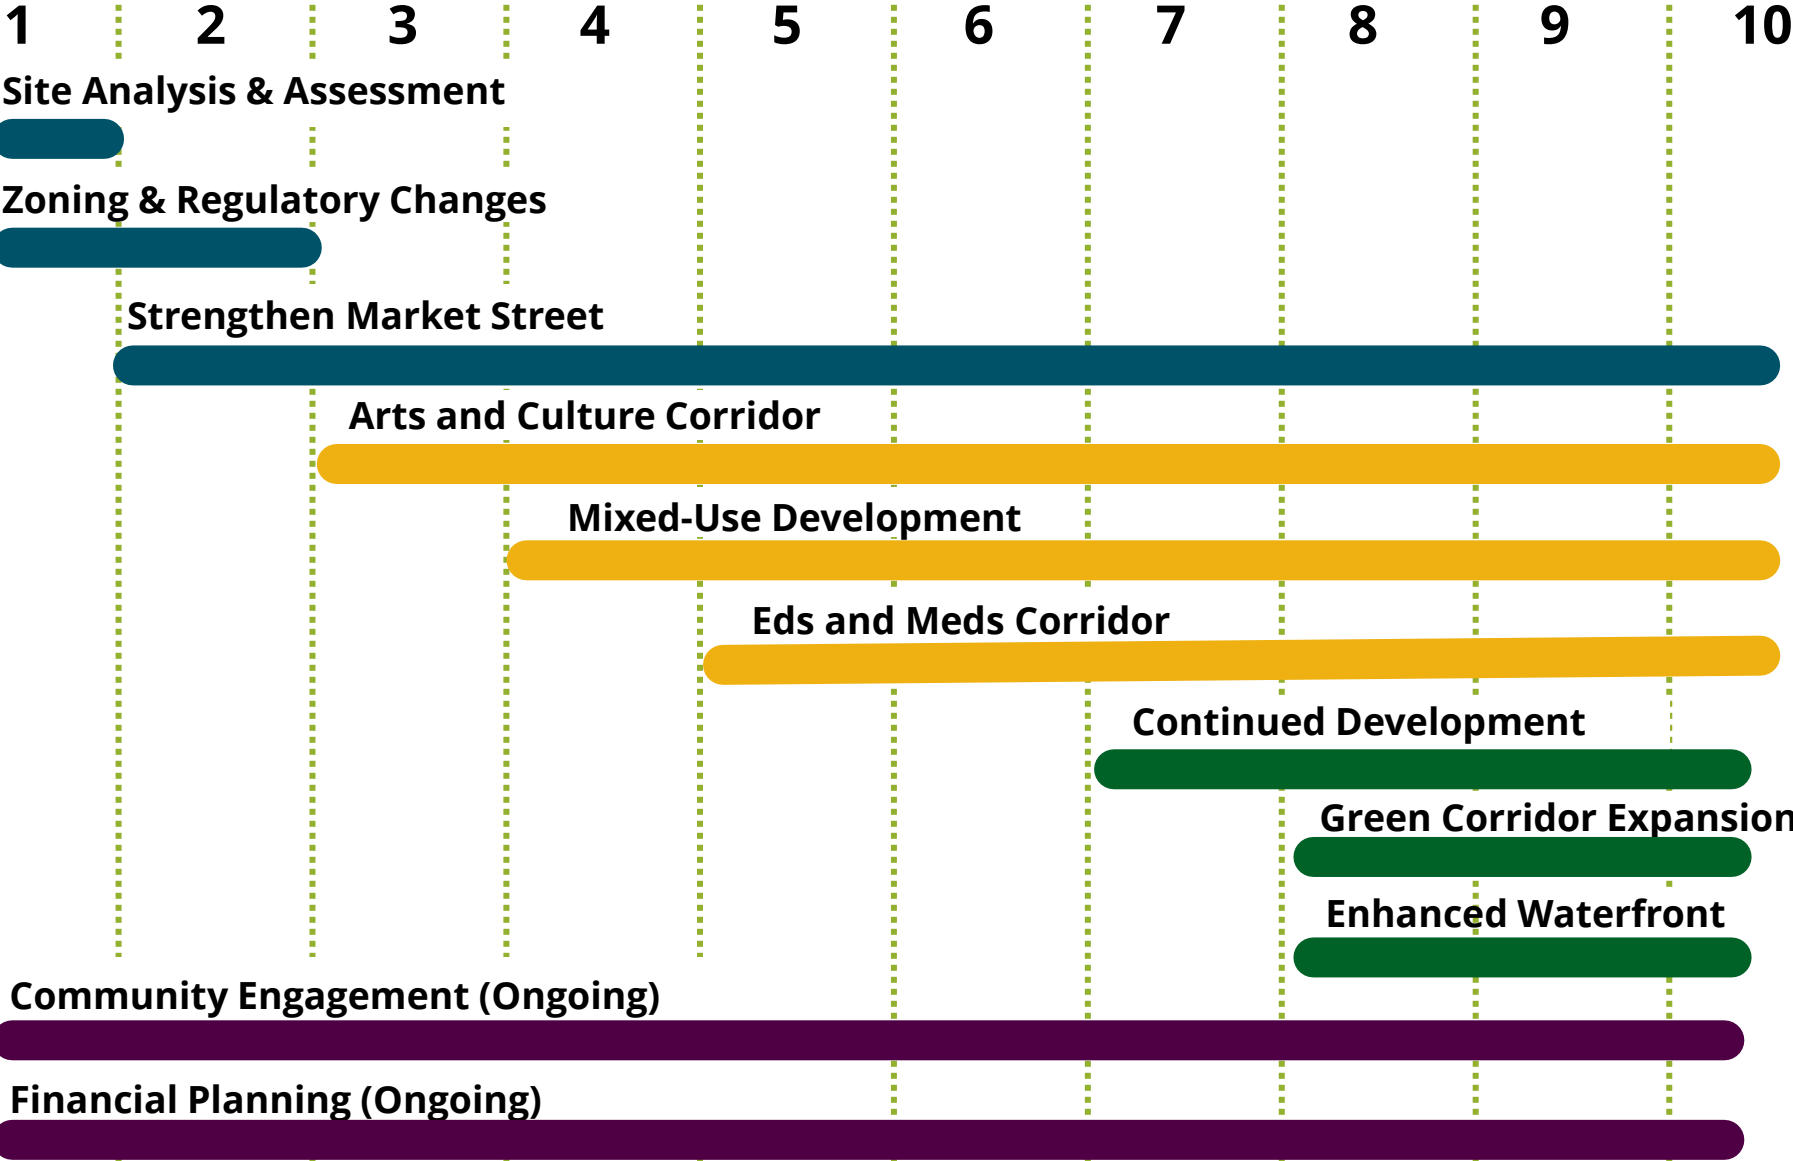 1 2 3 4 5 6 7 8 9 10
Site Analysis & Assessment
Zoning & Regulatory Changes
Strengthen Market Street
Arts and Culture Corridor
Mixed-Use Development
Eds and Meds Corridor
Continued Development
Green Corridor Expansion
Enhanced Waterfront
Community Engagement (Ongoing)
Financial Planning (Ongoing)